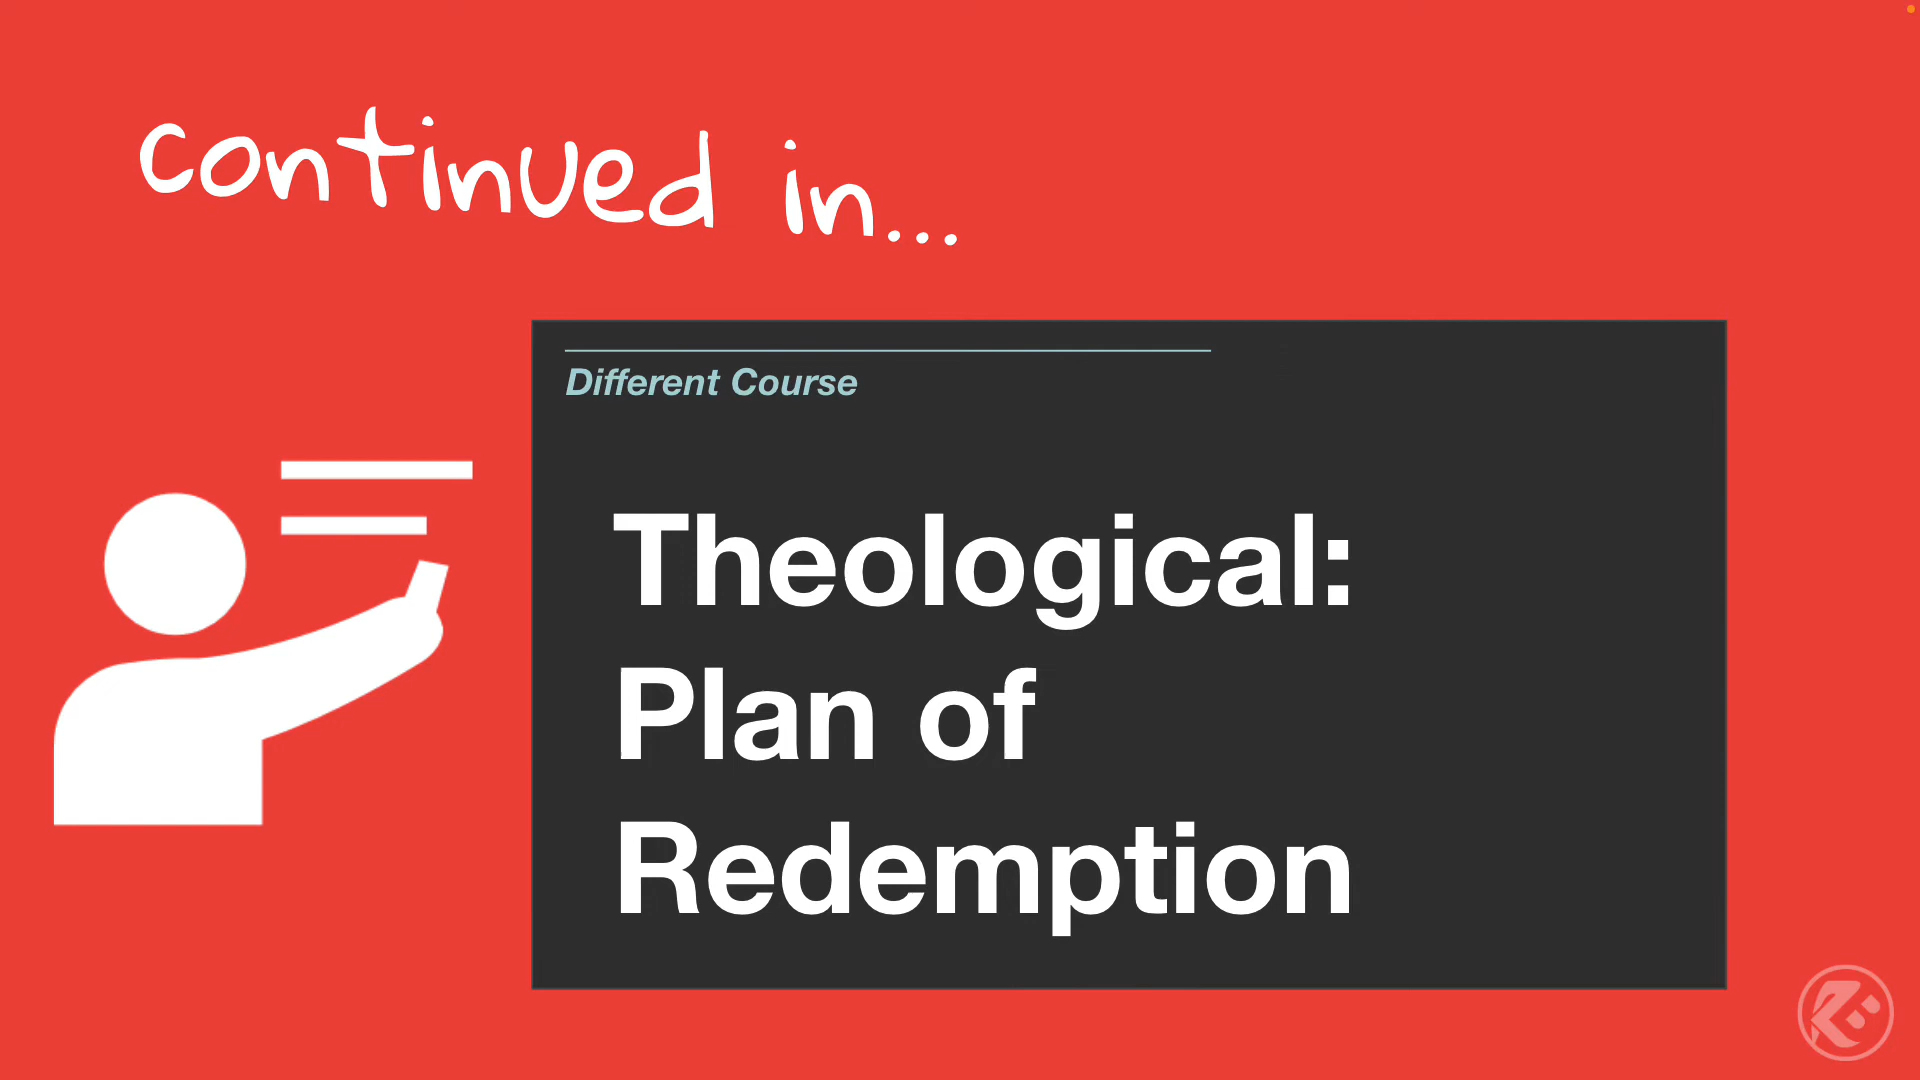 continued in...
Different Course
Theological:
Plan of
Redemption